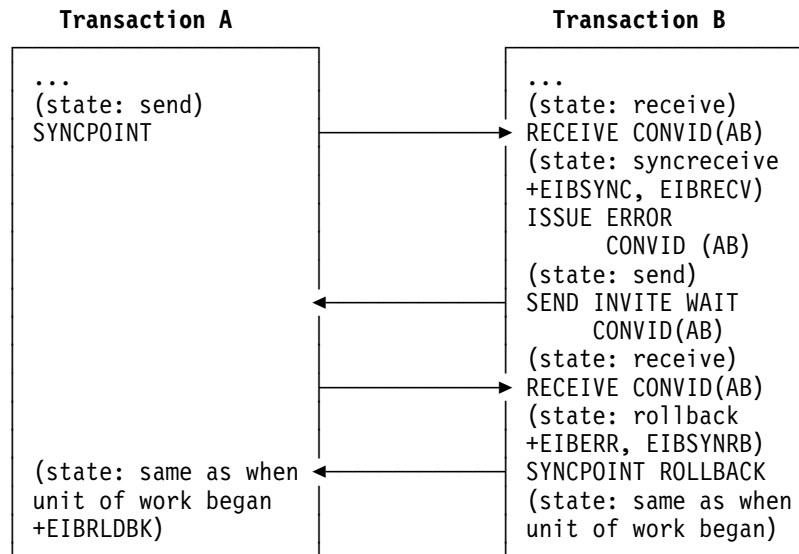 Transaction A
Transaction B
...
(state: send)
SYNCPOINT
(state: same as when
unit of work began
+EIBRLDBK)
...
(state: receive)
RECEIVE CONVID(AB)
(state: syncreceive
+EIBSYNC, EIBRECV)
ISSUE ERROR
CONVID (AB)
(state: send)
SEND INVITE WAIT
CONVID(AB)
(state: receive)
RECEIVE CONVID(AB)
(state: rollback
+EIBERR, EIBSYNRB)
SYNCPOINT ROLLBACK
(state: same as when
unit of work began)